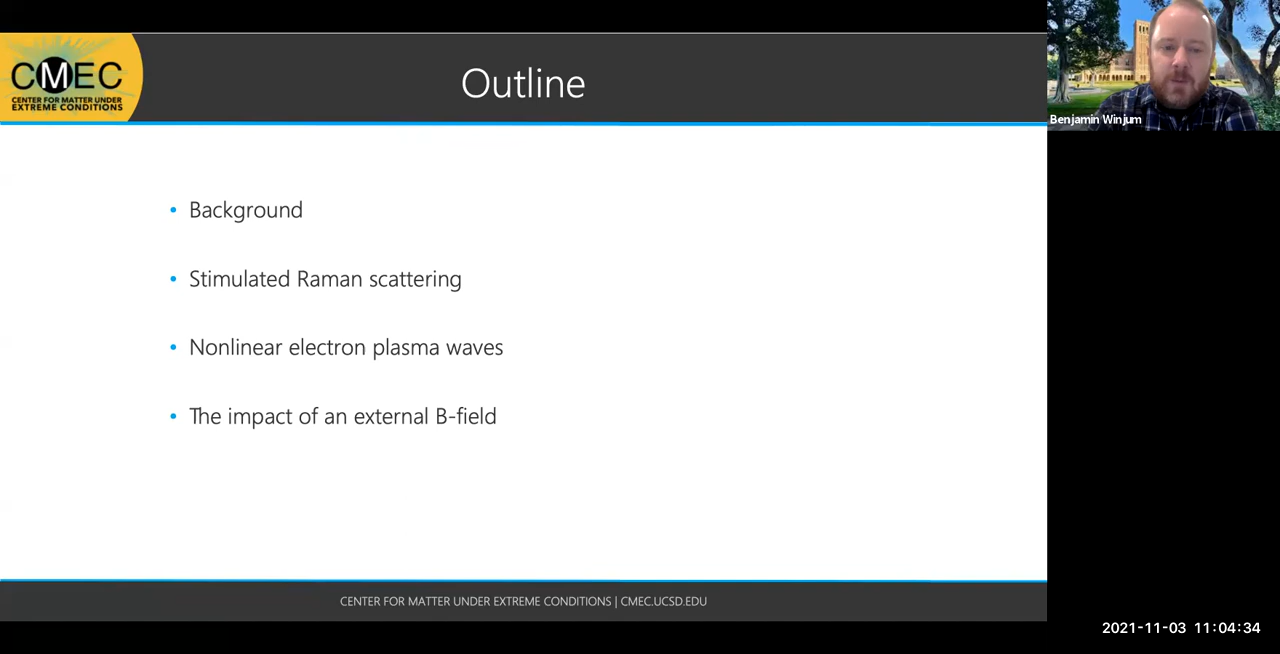 CMEC
CENTER FOR MATTER UNDER
EXTREME CONDITIONS
Outline
Benjamin Winjum
• Background
• Stimulated Raman scattering
• Nonlinear electron plasma waves
• The impact of an external B-field
CENTER FOR MATTER UNDER EXTREME CONDITIONS | CMEC.UCSD.EDU
2021-11-03 11:04:34